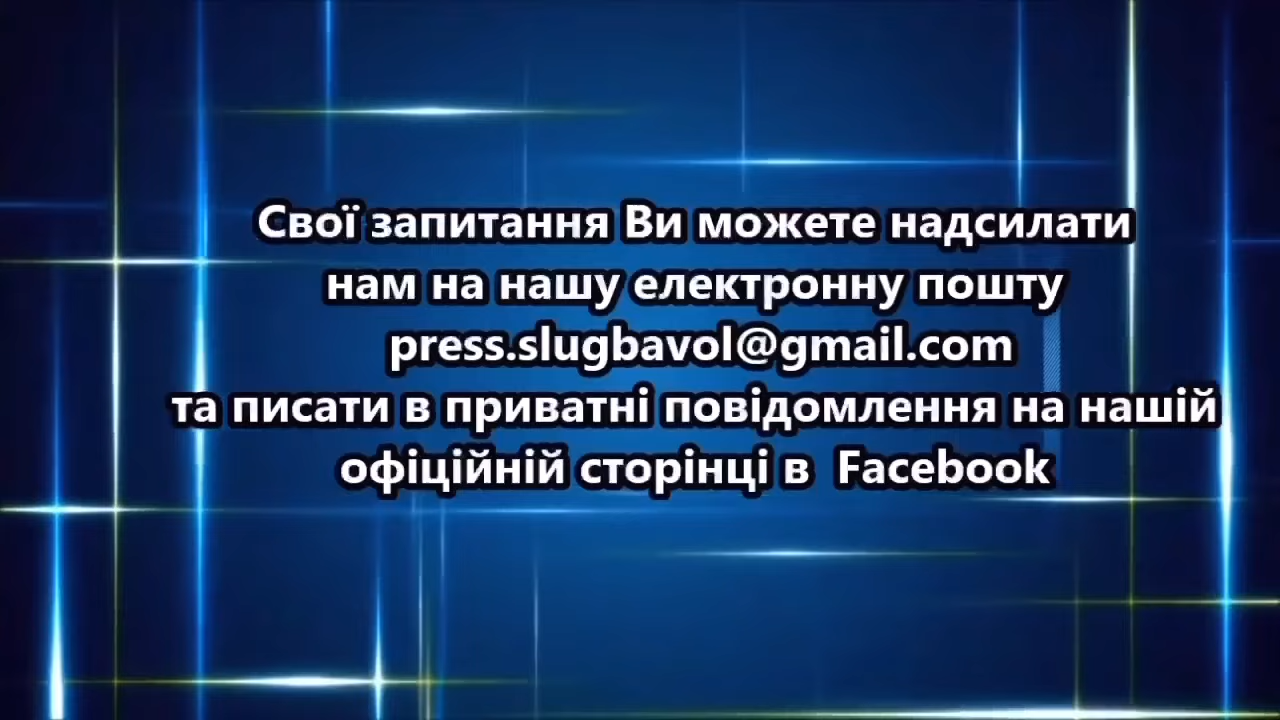 Свої запитання Ви можете надсилати
нам на нашу електронну пошту
press.slugbavol@gmail.com
та писати в приватні повідомлення на нашій
офіційній сторінці в Facebook